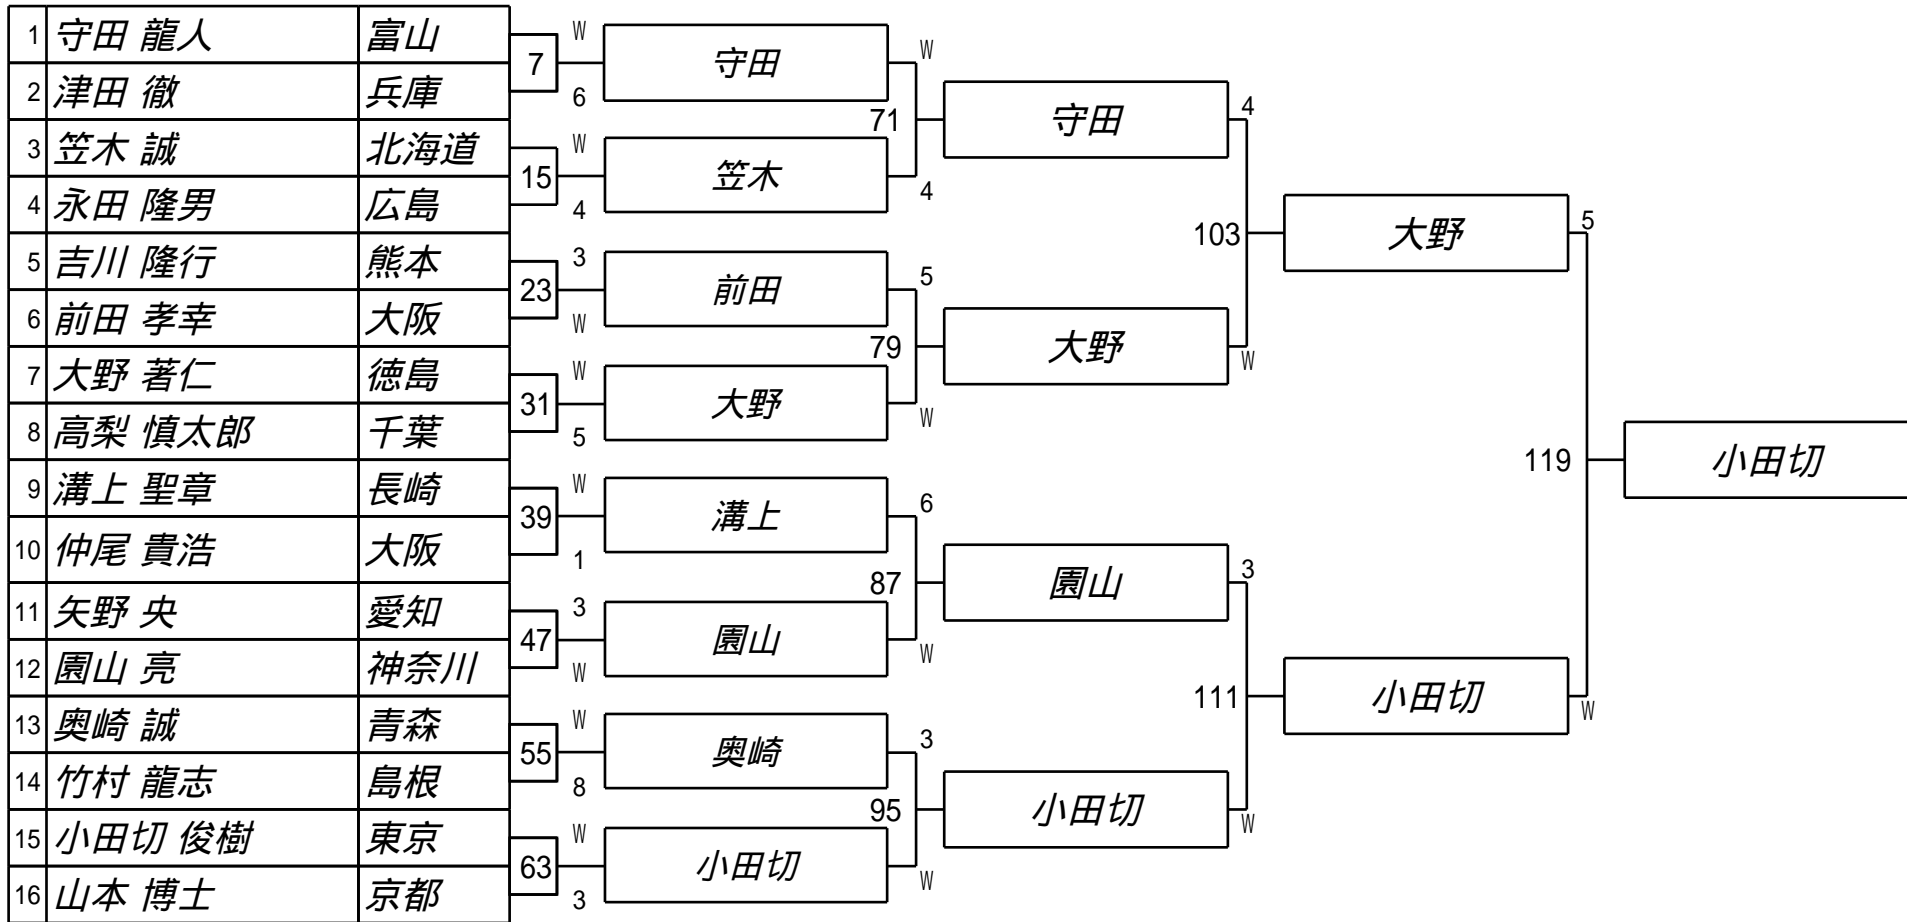 1 守田 龍人 富山
2 津田 徹 兵庫
3 笠木 誠 北海道
4 永田 隆男 広島
5 吉川 隆行 熊本
6 前田 孝幸 大阪
7 大野 著仁 徳島
8 高梨 慎太郎 千葉
9 溝上 聖章 長崎
10 仲尾 貴浩 大阪
11 矢野 央 愛知
12 園山 亮 神奈川
13 奥崎 誠 青森
14 竹村 龍志 島根
15 小田切 俊樹 東京
16 山本 博士 京都
W
7
6
W
15
4
3
23
W
W
31
5
W
39
1
3
47
W
W
55
8
W
63
3
守田
笠木
前田
大野
溝上
園山
奥崎
小田切
W
71
4
5
79
W
6
87
W
3
95
W
守田
大野
園山
小田切
4
103
W
3
111
W
大野
小田切
5
119
W
小田切